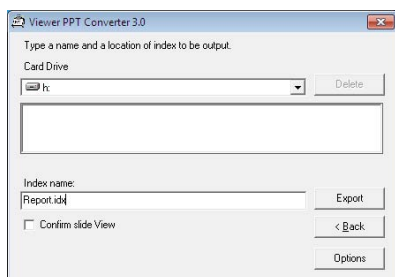 Viewer PPT Converter 3.0
Type a name and a location of index to be output.
Card Drive
h:
Delete
Index name:
Report.idx
Export
Confirm slide View
< Back
Options